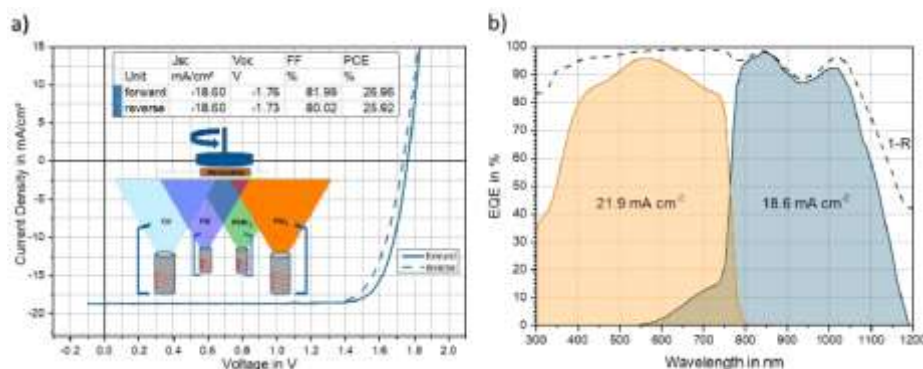 a)
b)
Jsc Voc FF PCE
Unit mA/cm² V % %
forward -18.60 -1.76 81.98 26.96
reverse -18.60 -1.73 80.02 25.92
Current Density in mA/cm²
15
10
5
0
-5
-10
-15
-20
forward
reverse
-0.2 0.0 0.2 0.4 0.6 0.8 1.0 1.2 1.4 1.6 1.8 2.0
Voltage in V
EQE in %
100
90
80
70
60
50
40
30
20
10
0
1-R
21.9 mA cm⁻²
18.6 mA cm⁻²
300 400 500 600 700 800 900 1000 1100 1200
Wavelength in nm